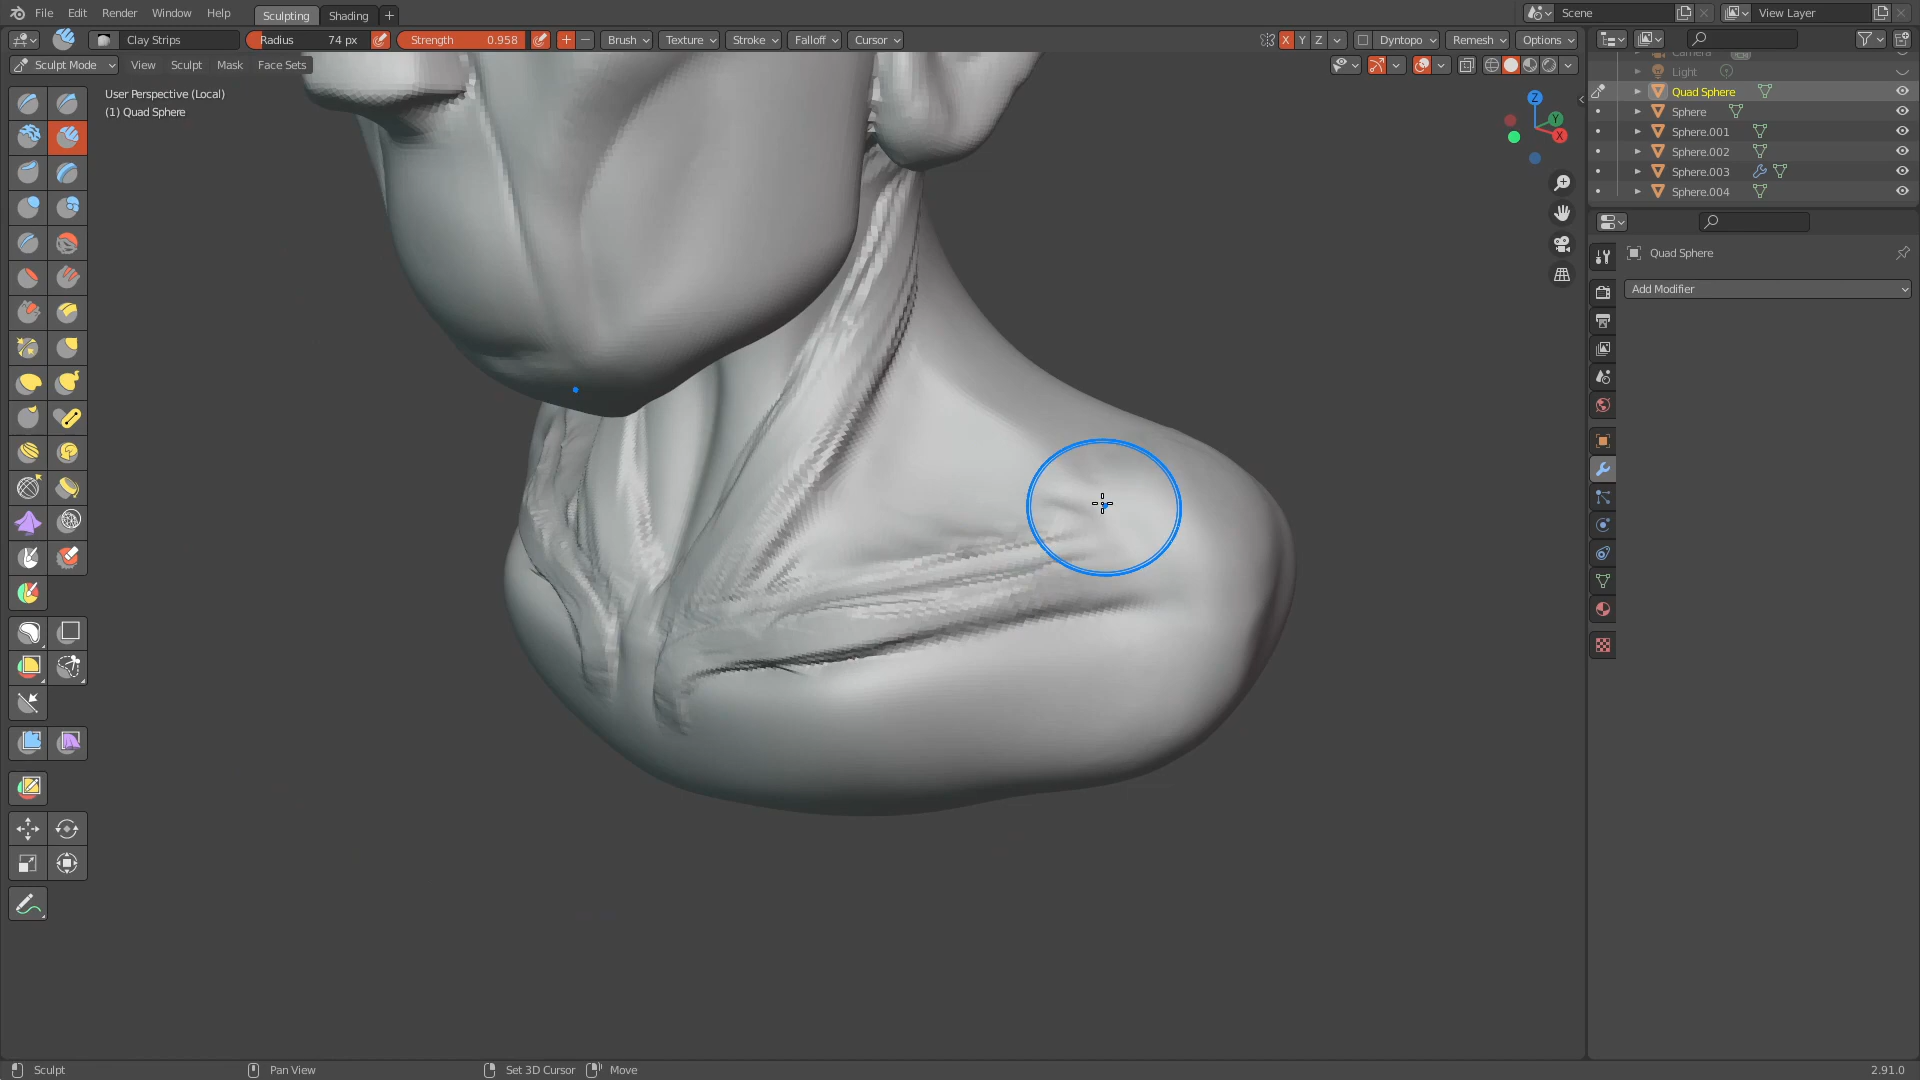 File Edit Render Window Help Sculpting Shading + Scene View Layer
Clay Strips Radius 74 px Strength 0.958 + − Brush Texture Stroke Falloff Cursor X Y Z Dyntopo Remesh Options
Sculpt Mode View Sculpt Mask Face Sets
User Perspective (Local)
(1) Quad Sphere
Z
Y
X
Camera
Light
Quad Sphere
Sphere
Sphere.001
Sphere.002
Sphere.003
Sphere.004
Quad Sphere
Add Modifier
Sculpt Pan View Set 3D Cursor Move 2.91.0